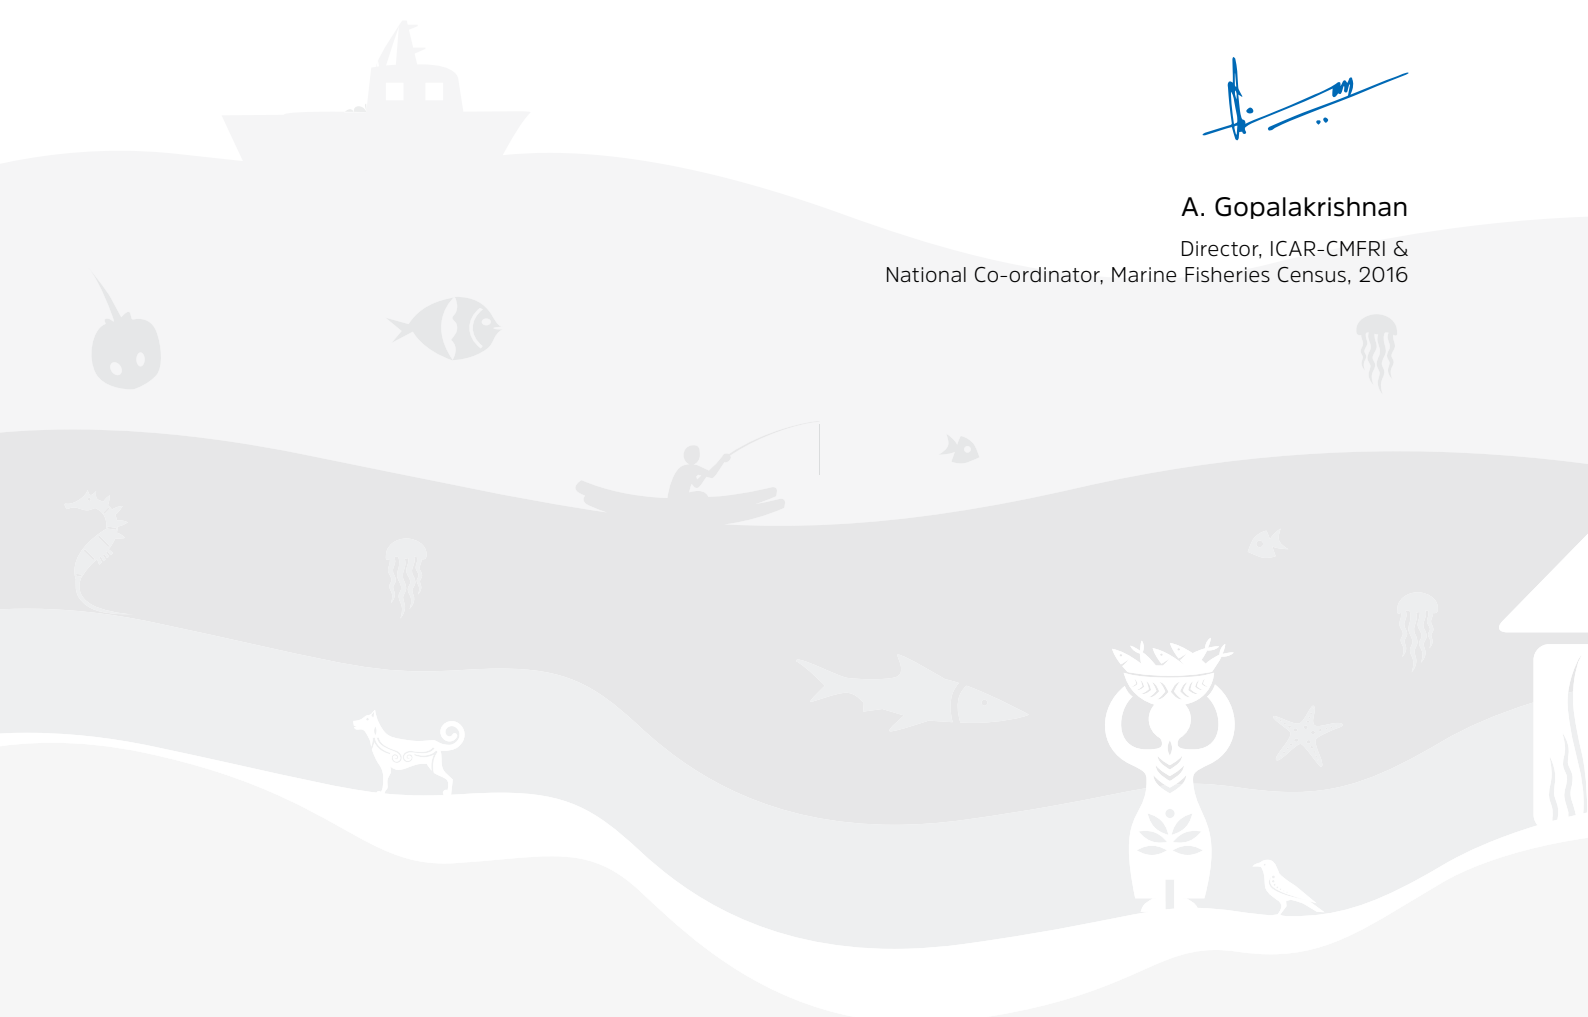 A. Gopalakrishnan
Director, ICAR-CMFRI &
National Co-ordinator, Marine Fisheries Census, 2016